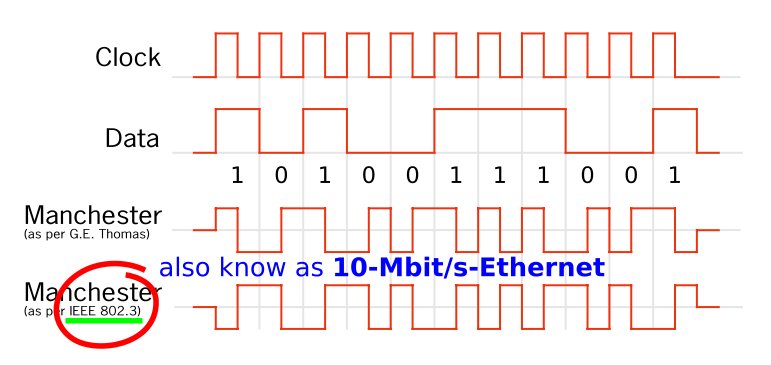 Clock
Data
1 0 1 0 0 1 1 1 0 0 1
Manchester
(as per G.E. Thomas)
also know as 10-Mbit/s-Ethernet
Manchester
(as per IEEE 802.3)